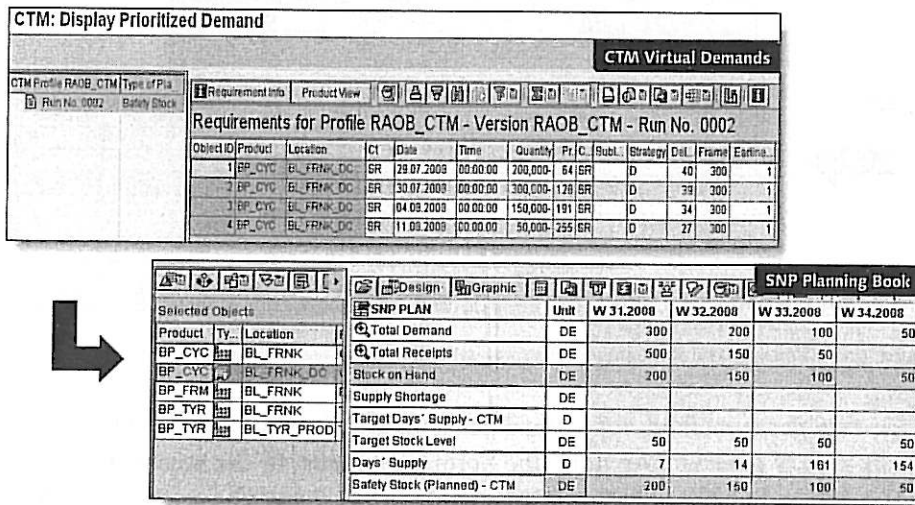 CTM: Display Prioritized Demand
CTM Virtual Demands
CTM Profile RAOB_CTM Type of Pla
Run No. 0002 Safety Stock
Requirement Info Product View
Requirements for Profile RAOB_CTM - Version RAOB_CTM - Run No. 0002
Object ID Product Location Ct Date Time Quantity Pr. C.. Subl.. Strategy Del.. Frame Earline...
1 BP_CYC BL_FRNK_DC SR 29.07.2008 00:00:00 200,000- 64 SR D 40 300 1
2 BP_CYC BL_FRNK_DC SR 30.07.2008 00:00:00 300,000- 128 SR D 39 300 1
3 BP_CYC BL_FRNK_DC SR 04.08.2008 00:00:00 150,000- 191 SR D 34 300 1
4 BP_CYC BL_FRNK_DC SR 11.08.2008 00:00:00 50,000- 255 SR D 27 300 1
SNP Planning Book
Design Graphic
Selected Objects
Product Ty... Location
BP_CYC BL_FRNK
BP_CYC BL_FRNK_DC
BP_FRM BL_FRNK
BP_TYR BL_FRNK
BP_TYR BL_TYR_PROD
SNP PLAN Unit W 31.2008 W 32.2008 W 33.2008 W 34.2008
Total Demand DE 300 200 100 50
Total Receipts DE 500 150 50
Stock on Hand DE 200 150 100 50
Supply Shortage DE
Target Days' Supply - CTM D
Target Stock Level DE 50 50 50 50
Days' Supply D 7 14 161 154
Safety Stock (Planned) - CTM DE 200 150 100 50